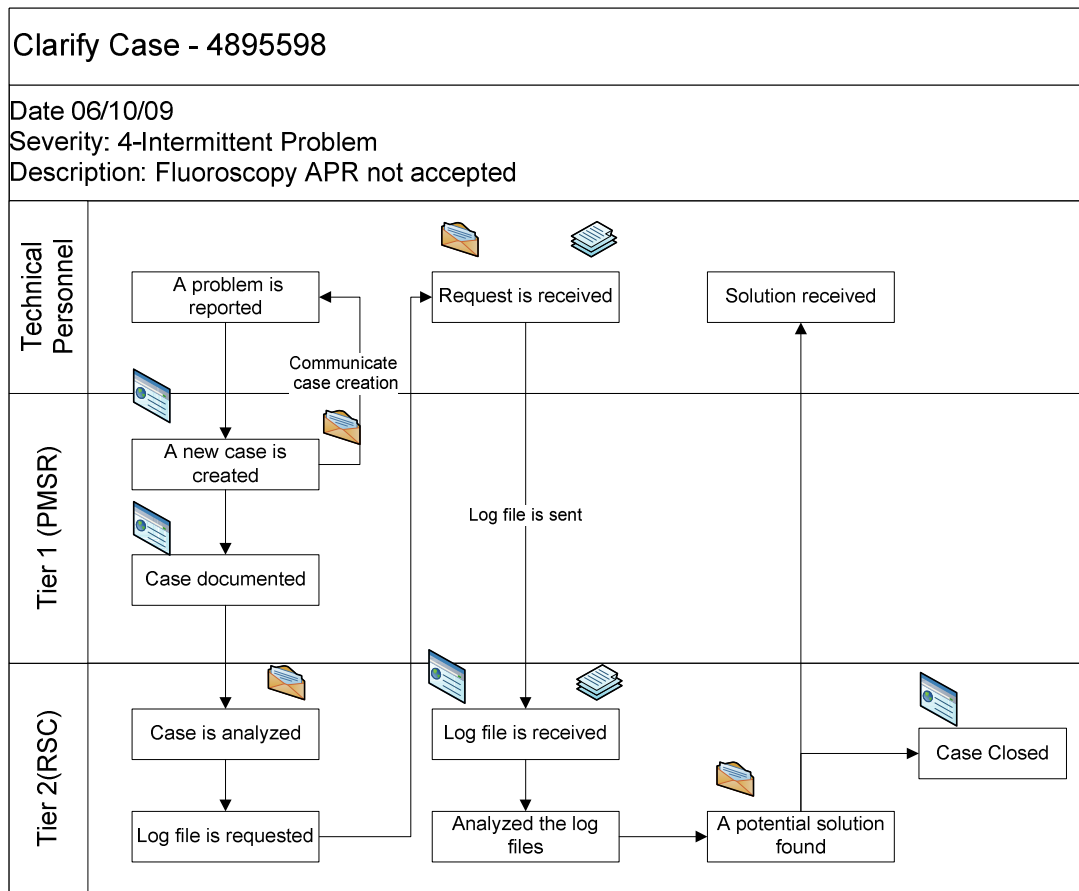 Clarify Case - 4895598
Date 06/10/09
Severity: 4-Intermittent Problem
Description: Fluoroscopy APR not accepted
Technical
Personnel
A problem is
reported
Request is received
Solution received
Communicate
case creation
Tier 1 (PMSR)
A new case is
created
Log file is sent
Case documented
Tier 2(RSC)
Case is analyzed
Log file is received
Case Closed
Log file is requested
Analyzed the log
files
A potential solution
found